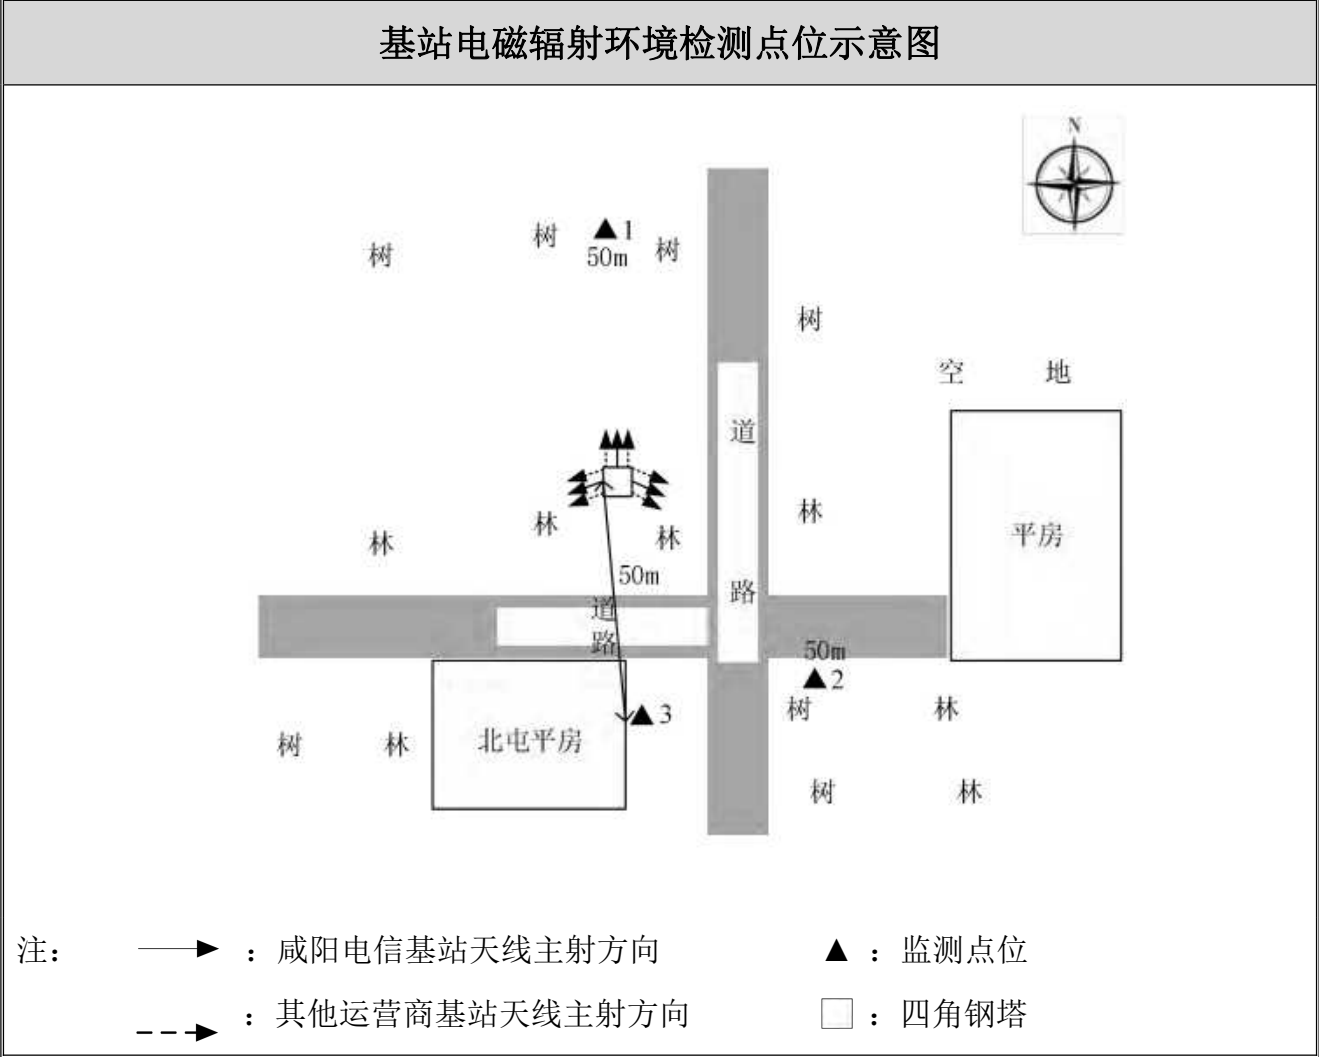 基站电磁辐射环境检测点位示意图
N
树
树
▲1
50m
树
树
空 地
道
路
平房
林
林
林
林
50m
道
路
50m
▲2
树 林
▲3
北屯平房
树 林
树 林
注：
：咸阳电信基站天线主射方向
▲：监测点位
：其他运营商基站天线主射方向
：四角钢塔